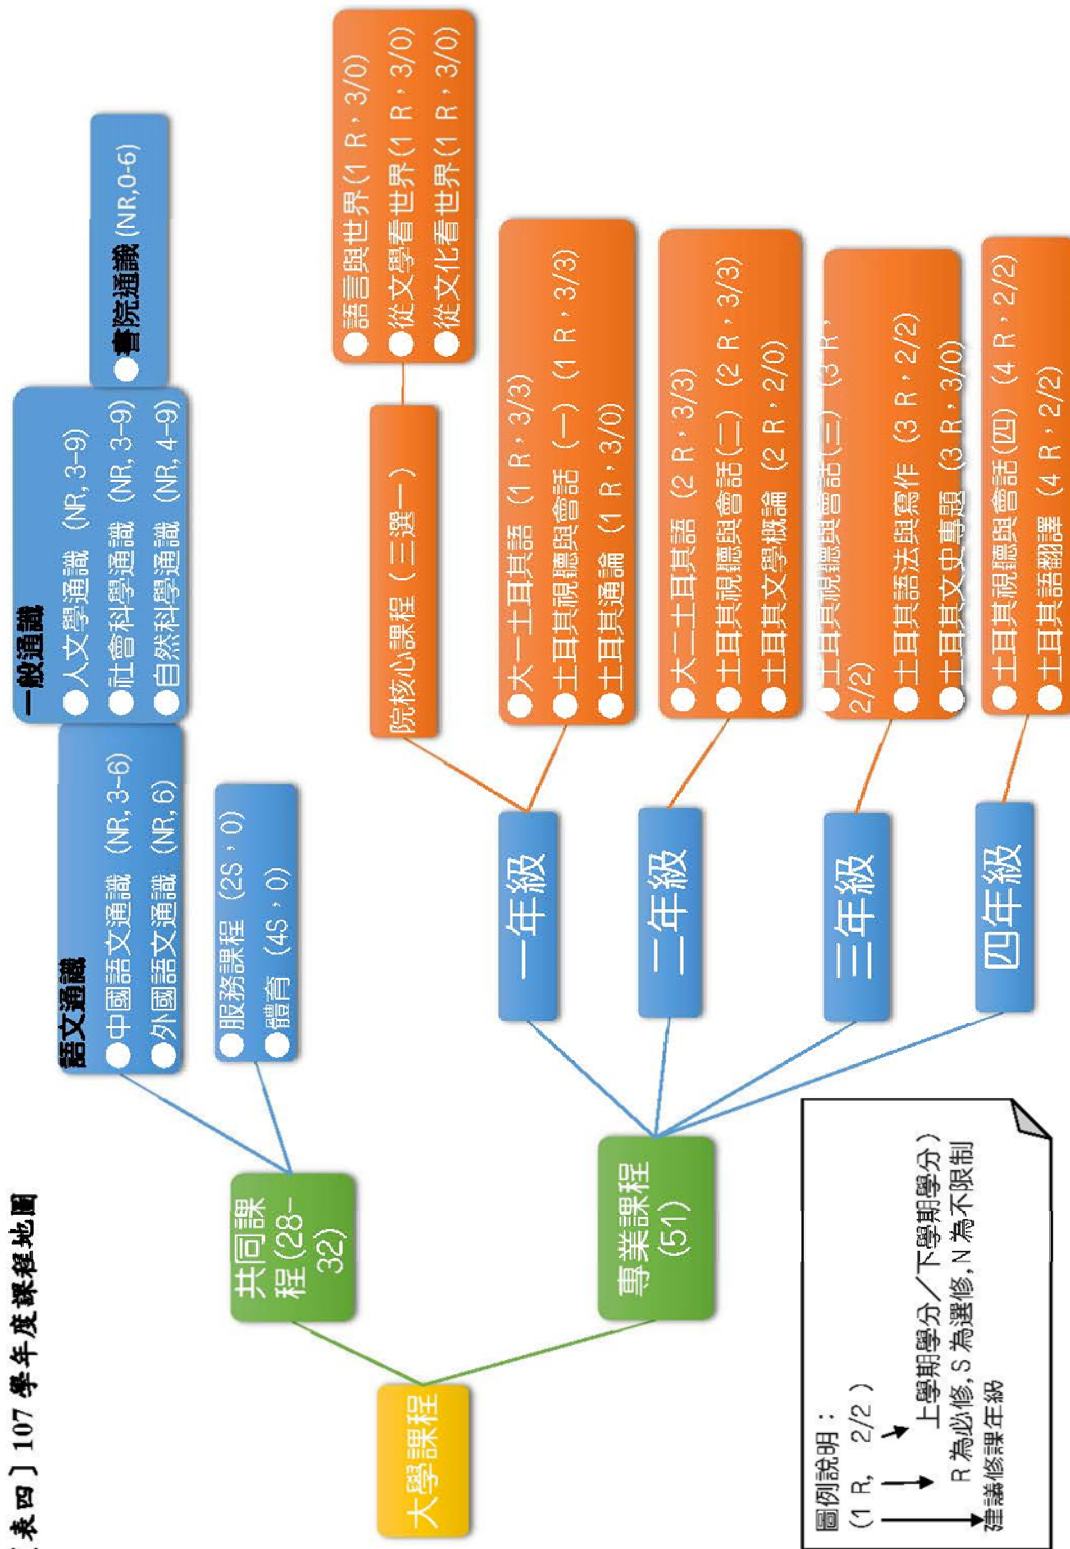 表四〕107 學年度課程地圖
大學課程
共同課
程(28-
32)
語文通識
中國語文通識 (NR,3-6)
外國語文通識 (NR,6)
一般通識
人文學通識 (NR,3-9)
社會科學通識 (NR,3-9)
自然科學通識 (NR,4-9)
書院通識 (NR,0-6)
服務課程 (2S,0)
體育 (4S,0)
專業課程
(51)
一年級
院核心課程(三選一)
語言與世界(1 R,3/0)
從文學看世界(1 R,3/0)
從文化看世界(1 R,3/0)
大一土耳其語 (1 R,3/3)
土耳其視聽與會話 (一) (1 R,3/3)
土耳其通論 (1 R,3/0)
二年級
大二土耳其語 (2 R,3/3)
土耳其視聽與會話(二) (2 R,3/3)
土耳其文學概論 (2 R,2/0)
三年級
土耳其視聽與會話(三) (3 R,
2/2)
土耳其語法與寫作 (3 R,2/2)
土耳其文史專題 (3 R,3/0)
四年級
土耳其視聽與會話(四) (4 R,2/2)
土耳其語翻譯 (4 R,2/2)
圖例說明:
(1 R, 2/2 )
上學期學分/下學期學分)
R 為必修,S 為選修,N 為不限制
建議修課年級